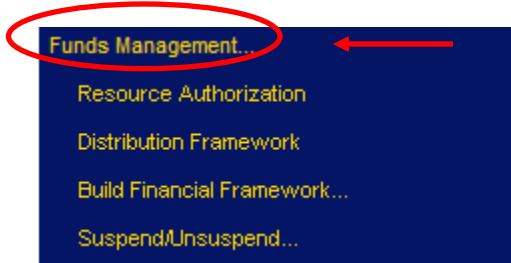 Funds Management...
Resource Authorization
Distribution Framework
Build Financial Framework...
Suspend/Unsuspend...